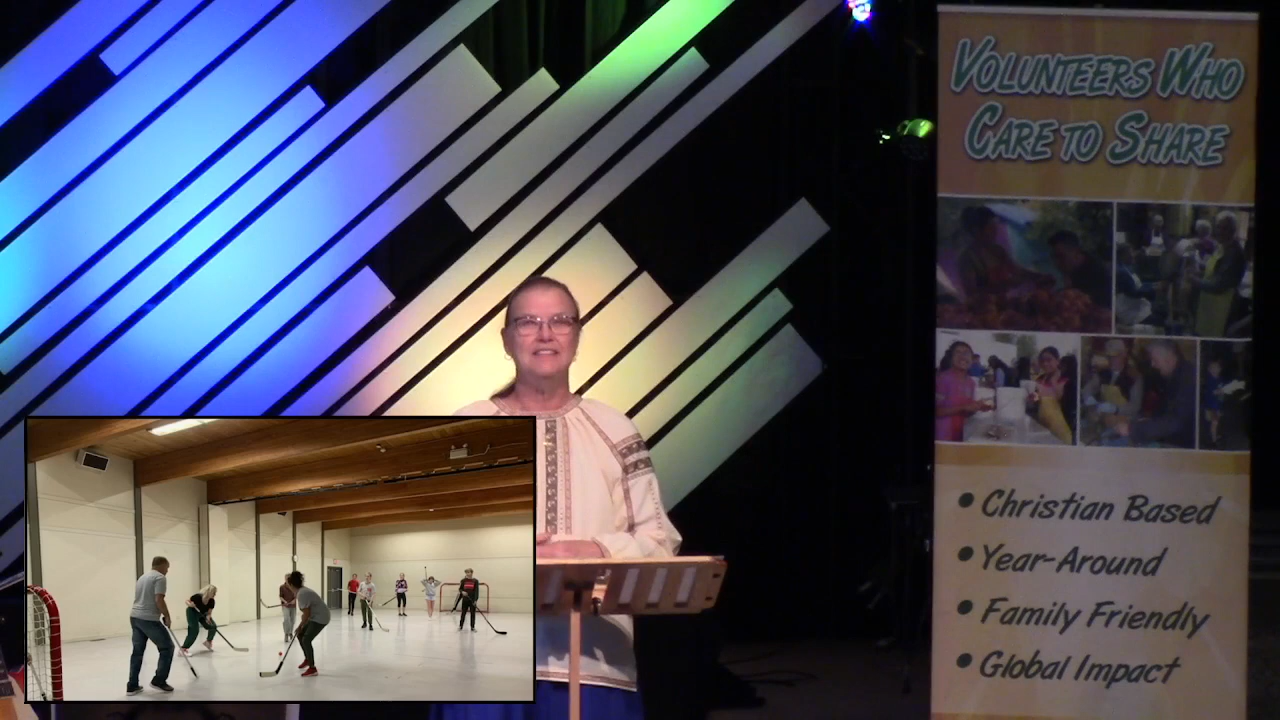 VOLUNTEERS WHO
CARE TO SHARE
• Christian Based
• Year-Around
• Family Friendly
• Global Impact